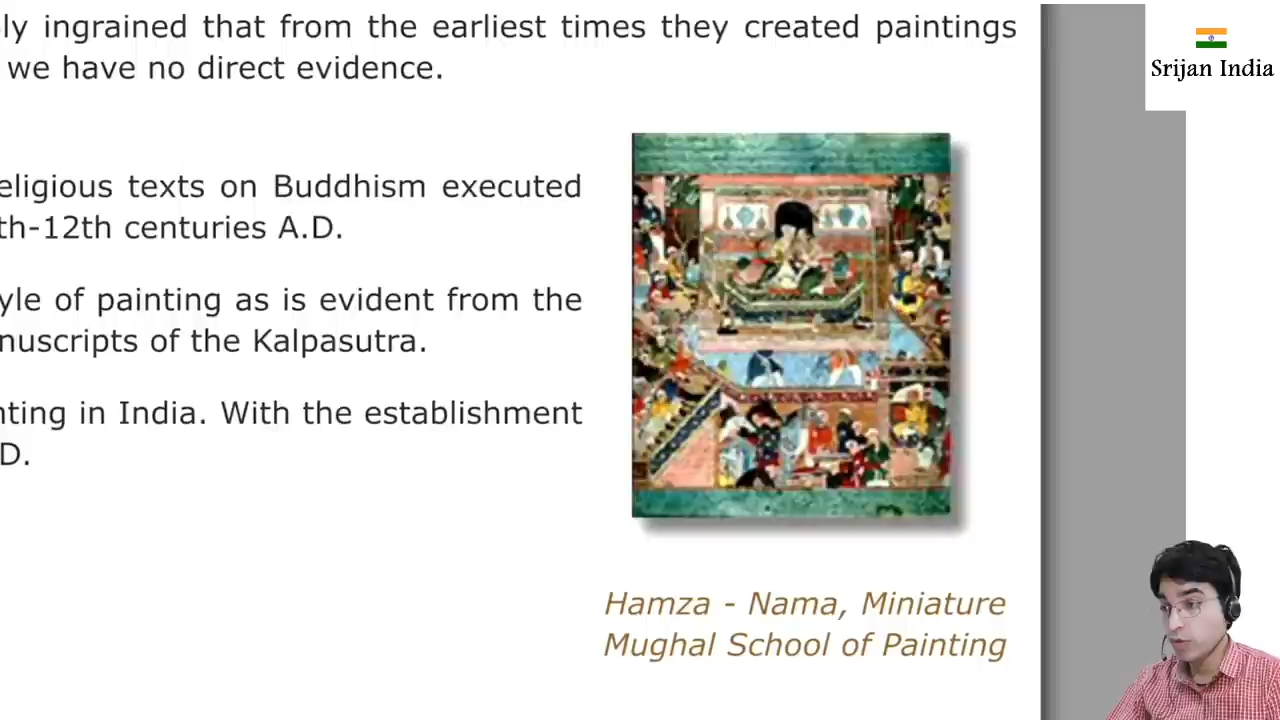 ly ingrained that from the earliest times they created paintings
we have no direct evidence.
Srijan India
eligious texts on Buddhism executed
th-12th centuries A.D.
yle of painting as is evident from the
nuscripts of the Kalpasutra.
nting in India. With the establishment
D.
Hamza - Nama, Miniature
Mughal School of Painting